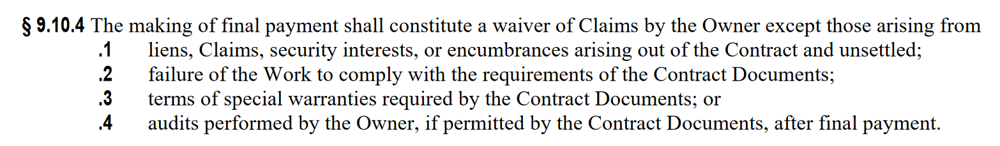 § 9.10.4 The making of final payment shall constitute a waiver of Claims by the Owner except those arising from
.1 liens, Claims, security interests, or encumbrances arising out of the Contract and unsettled;
.2 failure of the Work to comply with the requirements of the Contract Documents;
.3 terms of special warranties required by the Contract Documents; or
.4 audits performed by the Owner, if permitted by the Contract Documents, after final payment.